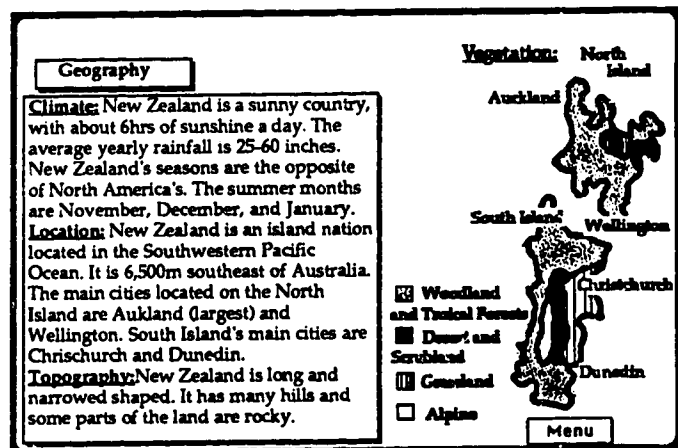 Geography
Climate: New Zealand is a sunny country,
with about 6hrs of sunshine a day. The
average yearly rainfall is 25-60 inches.
New Zealand's seasons are the opposite
of North America's. The summer months
are November, December, and January.
Location: New Zealand is an island nation
located in the Southwestern Pacific
Ocean. It is 6,500m southeast of Australia.
The main cities located on the North
Island are Aukland (largest) and
Wellington. South Island's main cities are
Chrischurch and Dunedin.
Topography:New Zealand is long and
narrowed shaped. It has many hills and
some parts of the land are rocky.
Vegetation:
North
Island
Auckland
South Island
Wellington
Christchurch
Dunedin
Woodland
and Trocal Forests
Desert and
Scrubland
Grassland
Alpine
Menu